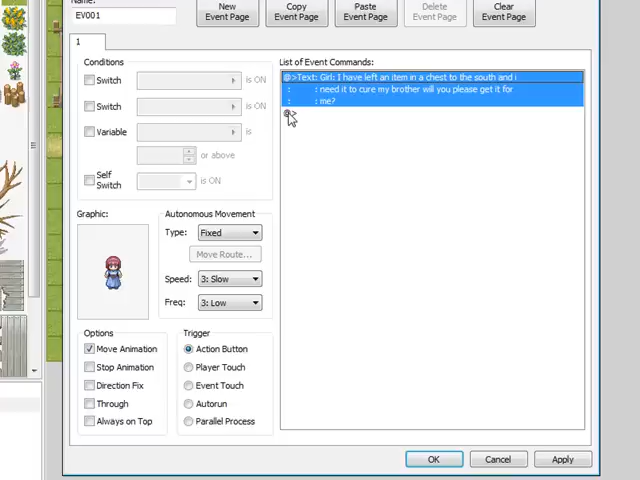 Name:
EV001
New
Event Page
Copy
Event Page
Paste
Event Page
Delete
Event Page
Clear
Event Page
1
Conditions
Switch
is ON
Switch
is ON
Variable
is
or above
Self
Switch
is ON
Graphic:
Autonomous Movement
Type:
Fixed
Move Route...
Speed:
3: Slow
Freq:
3: Low
Options
Move Animation
Stop Animation
Direction Fix
Through
Always on Top
Trigger
Action Button
Player Touch
Event Touch
Autorun
Parallel Process
List of Event Commands:
@>Text: Girl: I have left an item in a chest to the south and i
: : need it to cure my brother will you please get it for
: : me?
@>
OK
Cancel
Apply